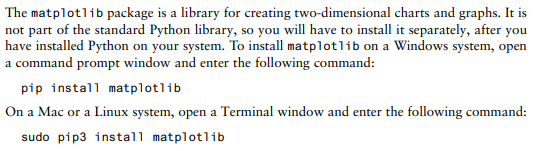 The matplotlib package is a library for creating two-dimensional charts and graphs. It is
not part of the standard Python library, so you will have to install it separately, after you
have installed Python on your system. To install matplotlib on a Windows system, open
a command prompt window and enter the following command:
pip install matplotlib
On a Mac or a Linux system, open a Terminal window and enter the following command:
sudo pip3 install matplotlib